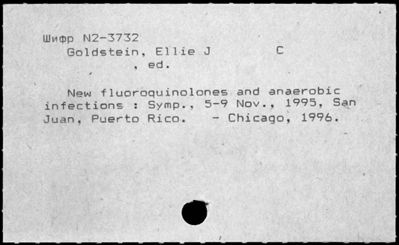 Шифр N2-3732
Goldstein, Ellie J C
, ed.
New fluoroquinolones and anaerobic
infections : Symp., 5-9 Nov., 1995, San
Juan, Puerto Rico. - Chicago, 1996.